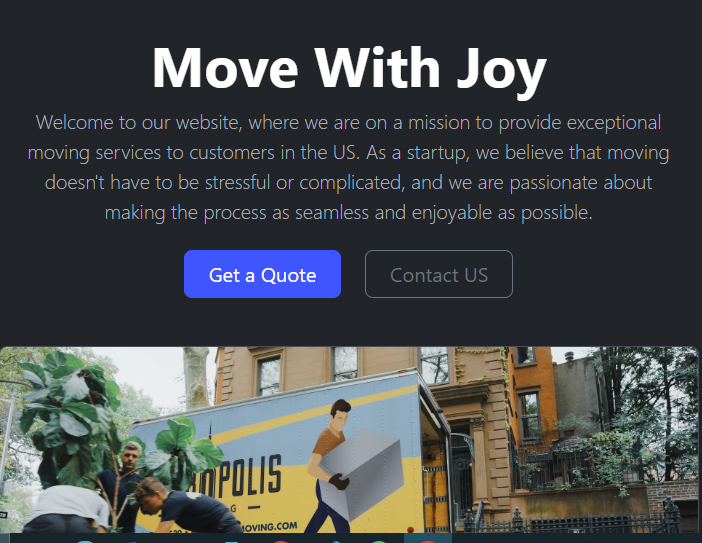 Move With Joy
Welcome to our website, where we are on a mission to provide exceptional
moving services to customers in the US. As a startup, we believe that moving
doesn't have to be stressful or complicated, and we are passionate about
making the process as seamless and enjoyable as possible.
Get a Quote
Contact US
OPOLIS
G
MOVING.COM